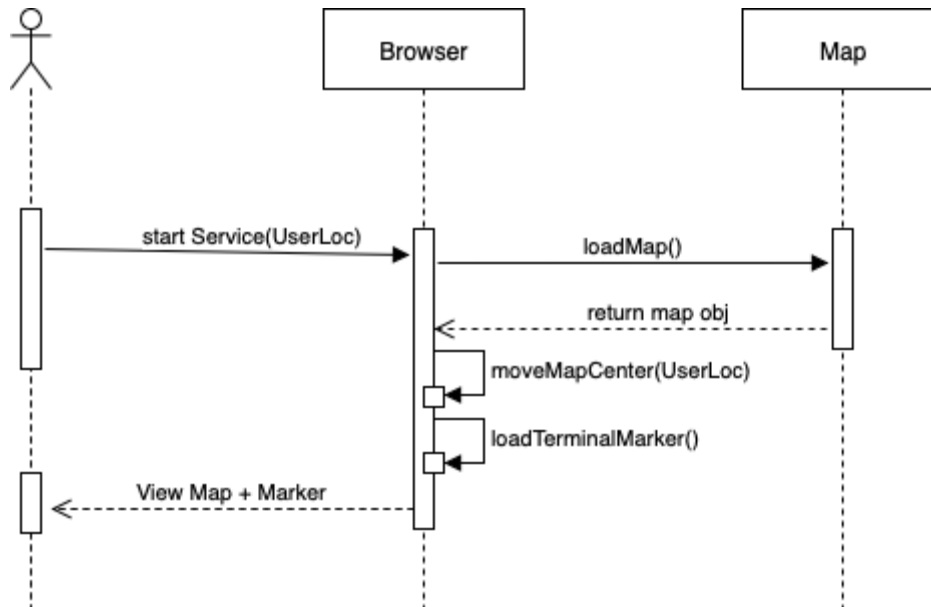 Browser
Map
start Service(UserLoc)
loadMap()
return map obj
moveMapCenter(UserLoc)
loadTerminalMarker()
View Map + Marker